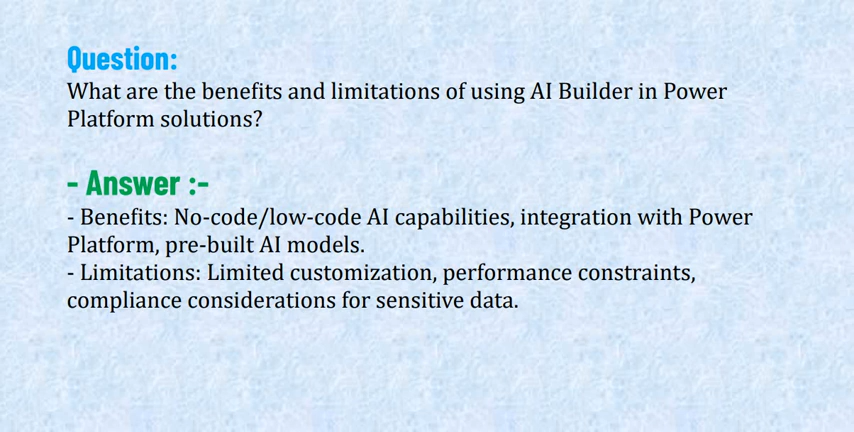 Question:
What are the benefits and limitations of using AI Builder in Power
Platform solutions?
- Answer :-
- Benefits: No-code/low-code AI capabilities, integration with Power
Platform, pre-built AI models.
- Limitations: Limited customization, performance constraints,
compliance considerations for sensitive data.